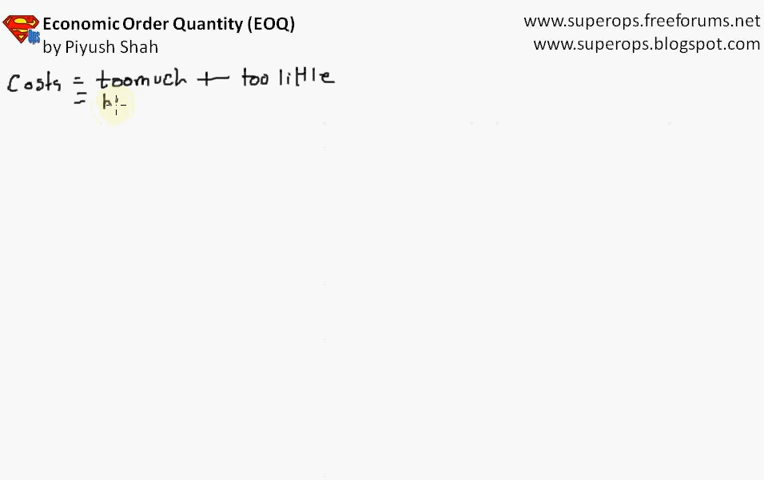 Economic Order Quantity (EOQ)
by Piyush Shah
www.superops.freeforums.net
www.superops.blogspot.com
Costs = toomuch + too little
=